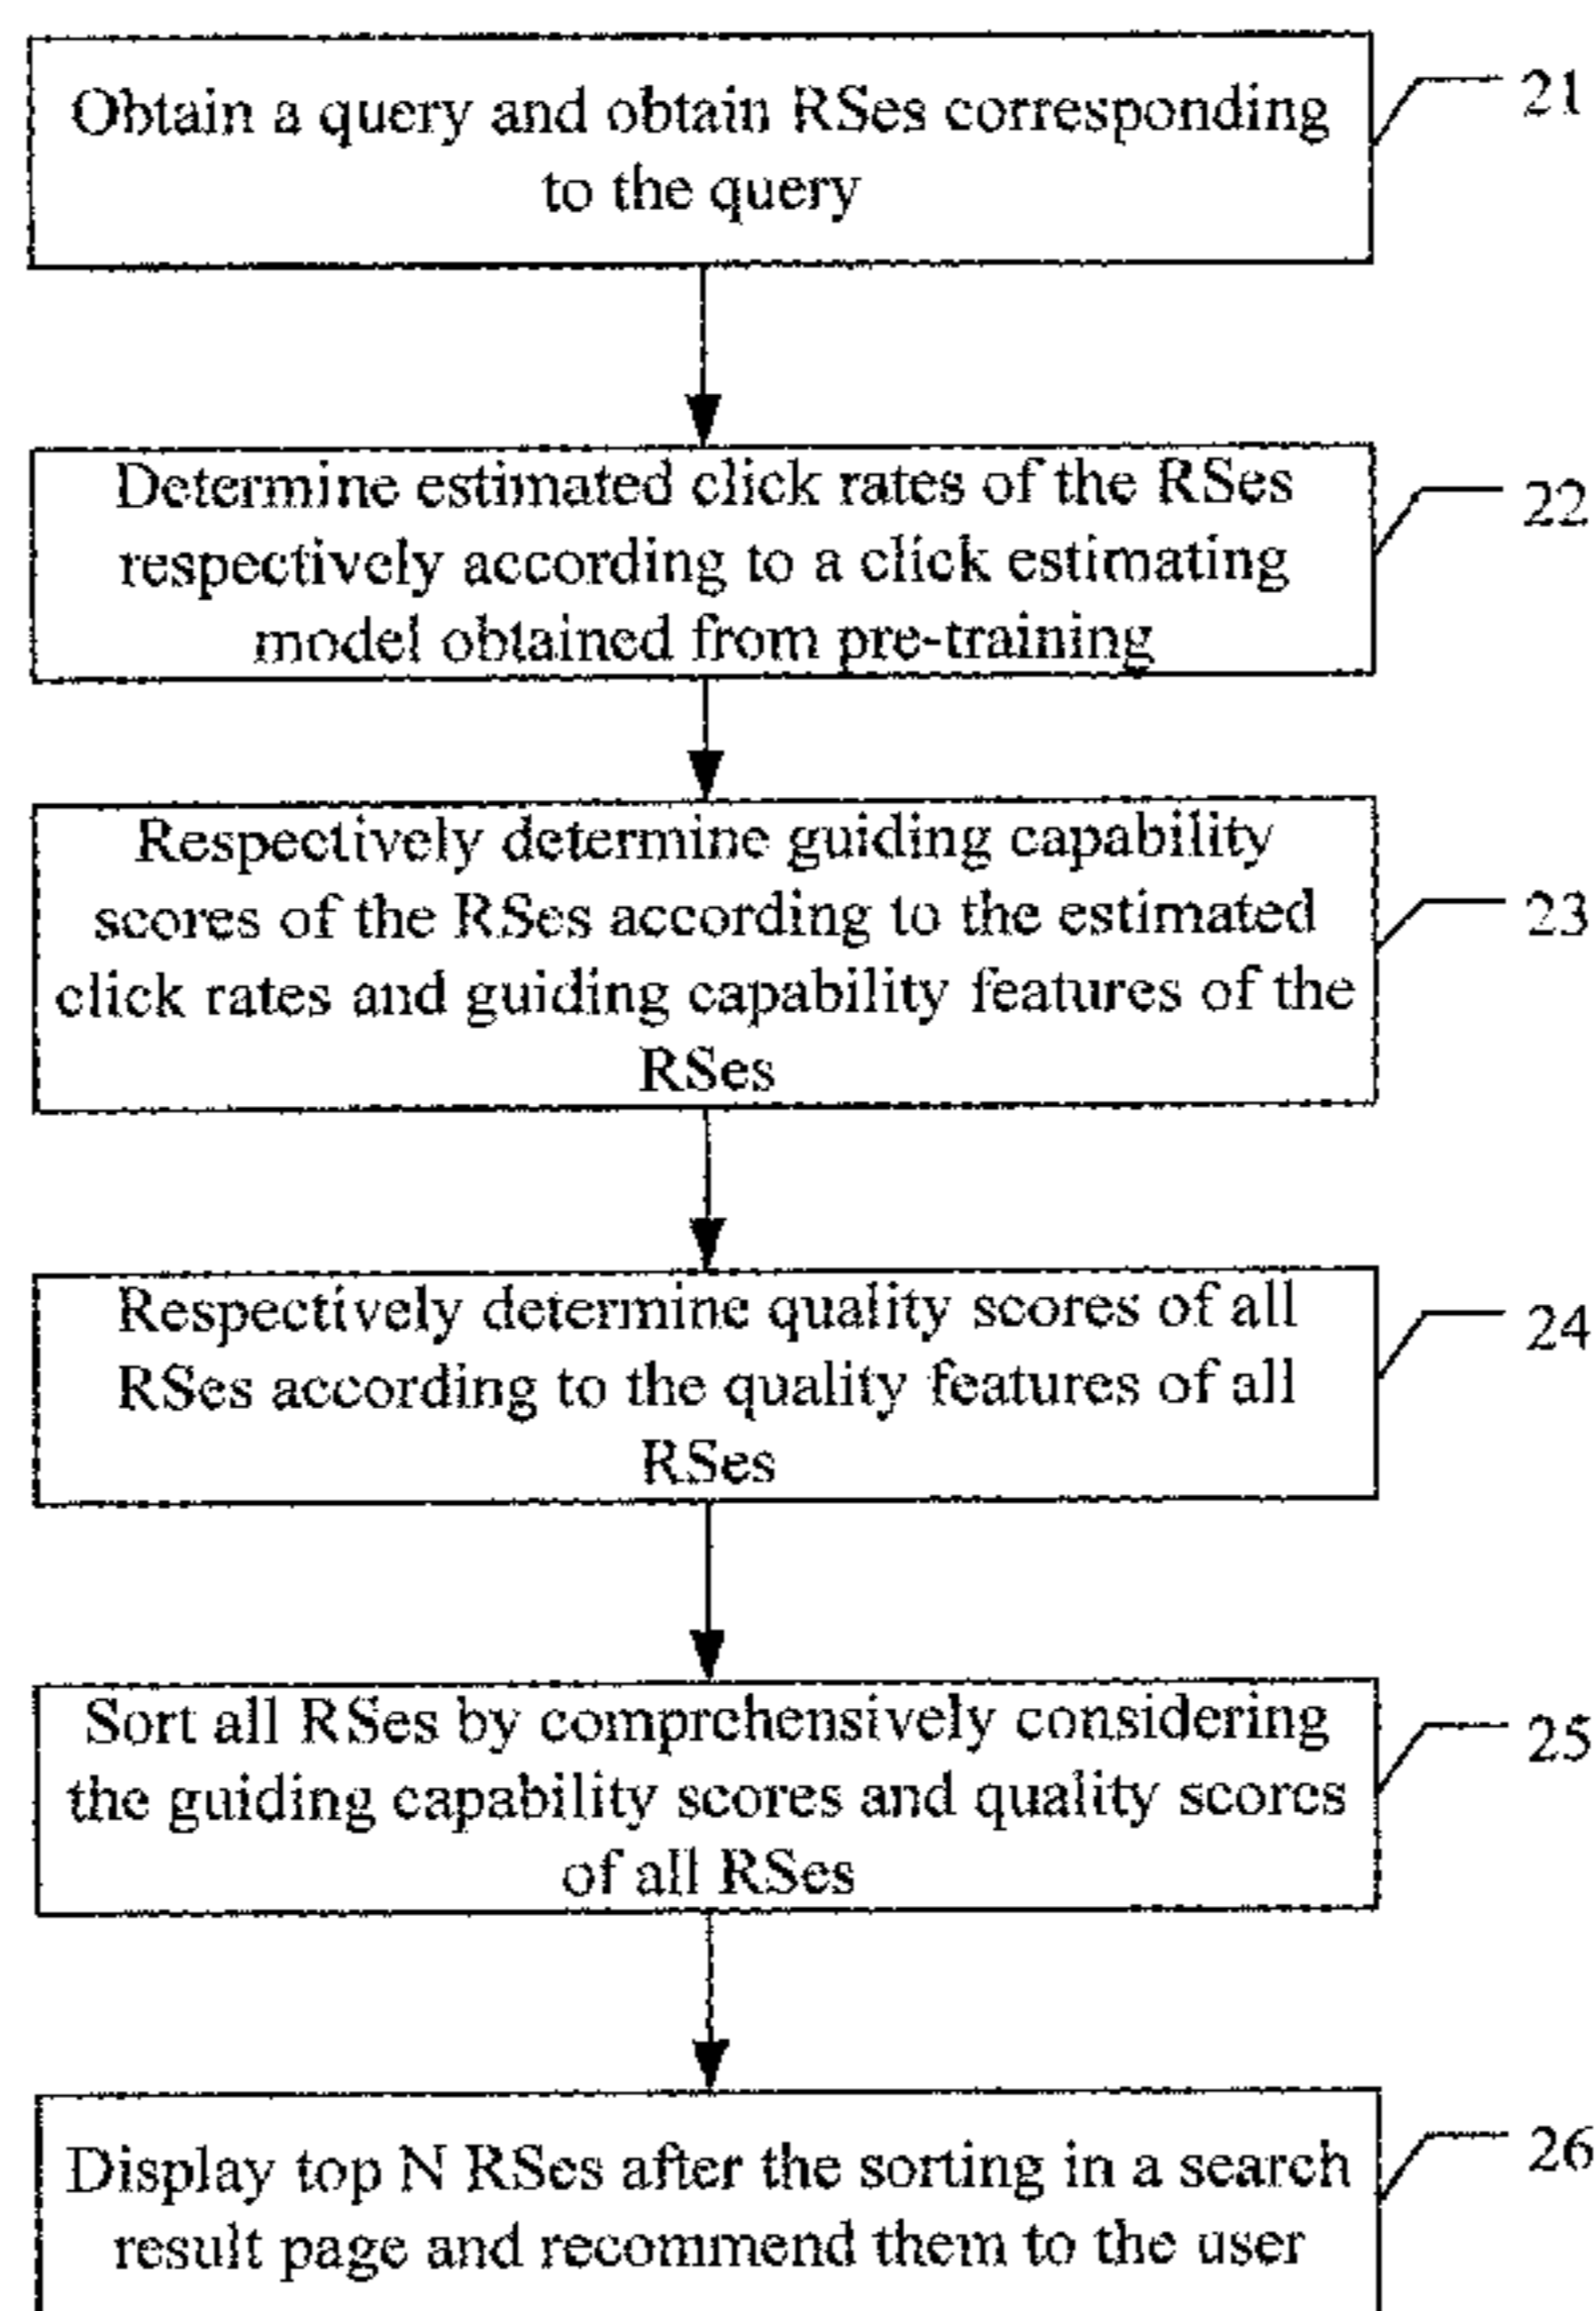 Obtain a query and obtain RSes corresponding
to the query
21
Determine estimated click rates of the RSes
respectively according to a click estimating
model obtained from pre-training
22
Respectively determine guiding capability
scores of the RSes according to the estimated
click rates and guiding capability features of the
RSes
23
Respectively determine quality scores of all
RSes according to the quality features of all
RSes
24
Sort all RSes by comprehensively considering
the guiding capability scores and quality scores
of all RSes
25
Display top N RSes after the sorting in a search
result page and recommend them to the user
26